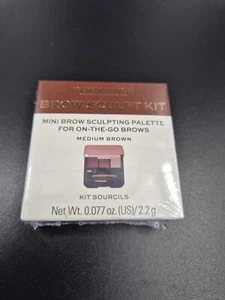 BROW SCULPT KIT
MINI BROW SCULPTING PALETTE
FOR ON-THE-GO BROWS
MEDIUM BROWN
KIT SOURCILS
Net Wt. 0.077 oz. (US)/2.2 g